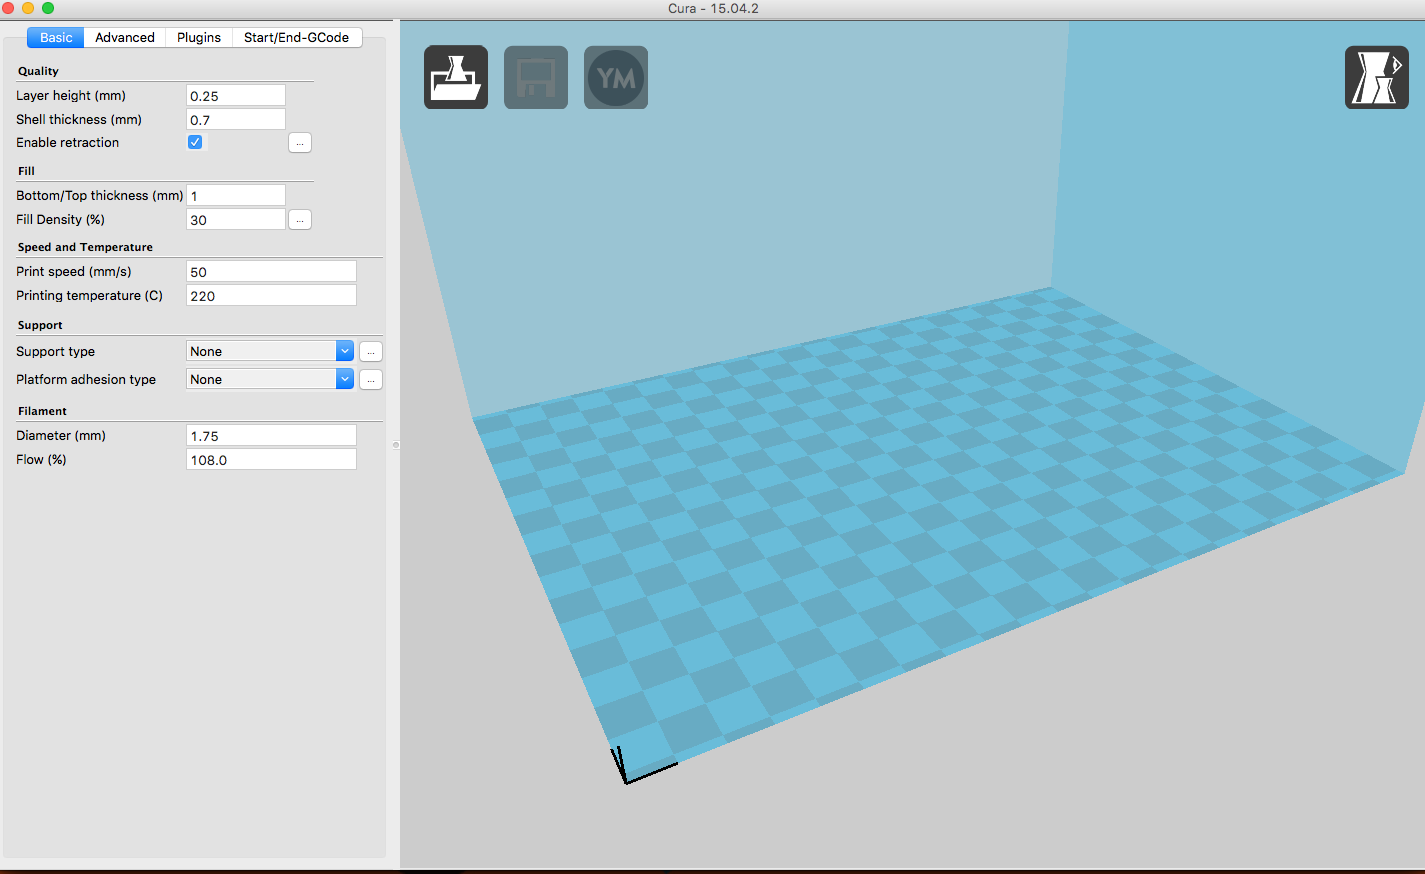 Cura - 15.04.2
Basic Advanced Plugins Start/End-GCode
Quality
Layer height (mm) 0.25
Shell thickness (mm) 0.7
Enable retraction ...
Fill
Bottom/Top thickness (mm) 1
Fill Density (%) 30 ...
Speed and Temperature
Print speed (mm/s) 50
Printing temperature (C) 220
Support
Support type None ...
Platform adhesion type None ...
Filament
Diameter (mm) 1.75
Flow (%) 108.0
YM